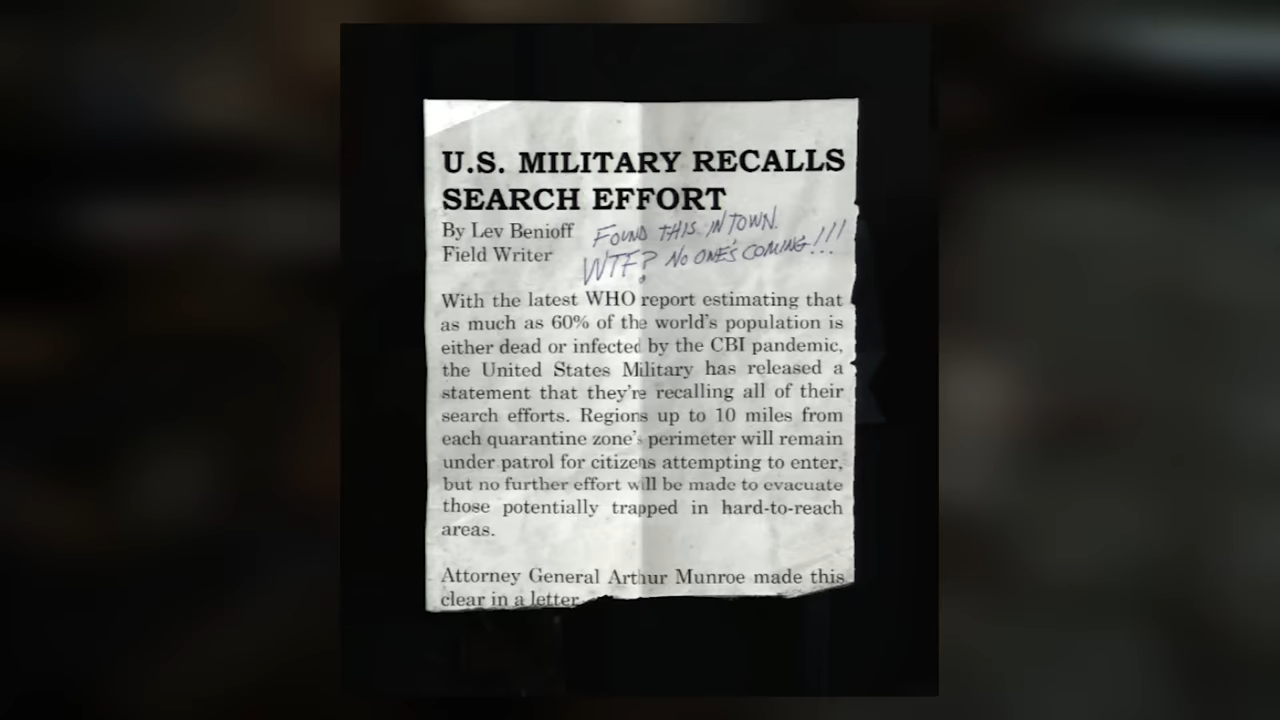 U.S. MILITARY RECALLS
SEARCH EFFORT
By Lev Benioff
Field Writer
FOUND THIS IN TOWN.
WTF? NO ONE'S COMING!!!
With the latest WHO report estimating that
as much as 60% of the world's population is
either dead or infected by the CBI pandemic,
the United States Military has released a
statement that they're recalling all of their
search efforts. Regions up to 10 miles from
each quarantine zone's perimeter will remain
under patrol for citizens attempting to enter,
but no further effort will be made to evacuate
those potentially trapped in hard-to-reach
areas.
Attorney General Arthur Munroe made this
clear in a letter